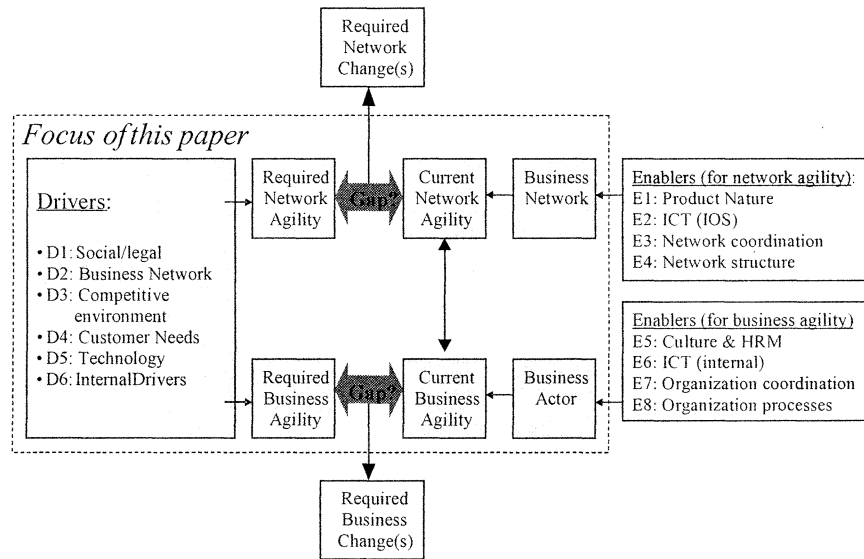 Required
Network
Change(s)
Focus of this paper
Drivers:
• D1: Social/legal
• D2: Business Network
• D3: Competitive
environment
• D4: Customer Needs
• D5: Technology
• D6: InternalDrivers
Required
Network
Agility
Gap?
Current
Network
Agility
Business
Network
Enablers (for network agility):
E1: Product Nature
E2: ICT (IOS)
E3: Network coordination
E4: Network structure
Required
Business
Agility
Gap?
Current
Business
Agility
Business
Actor
Enablers (for business agility)
E5: Culture & HRM
E6: ICT (internal)
E7: Organization coordination
E8: Organization processes
Required
Business
Change(s)